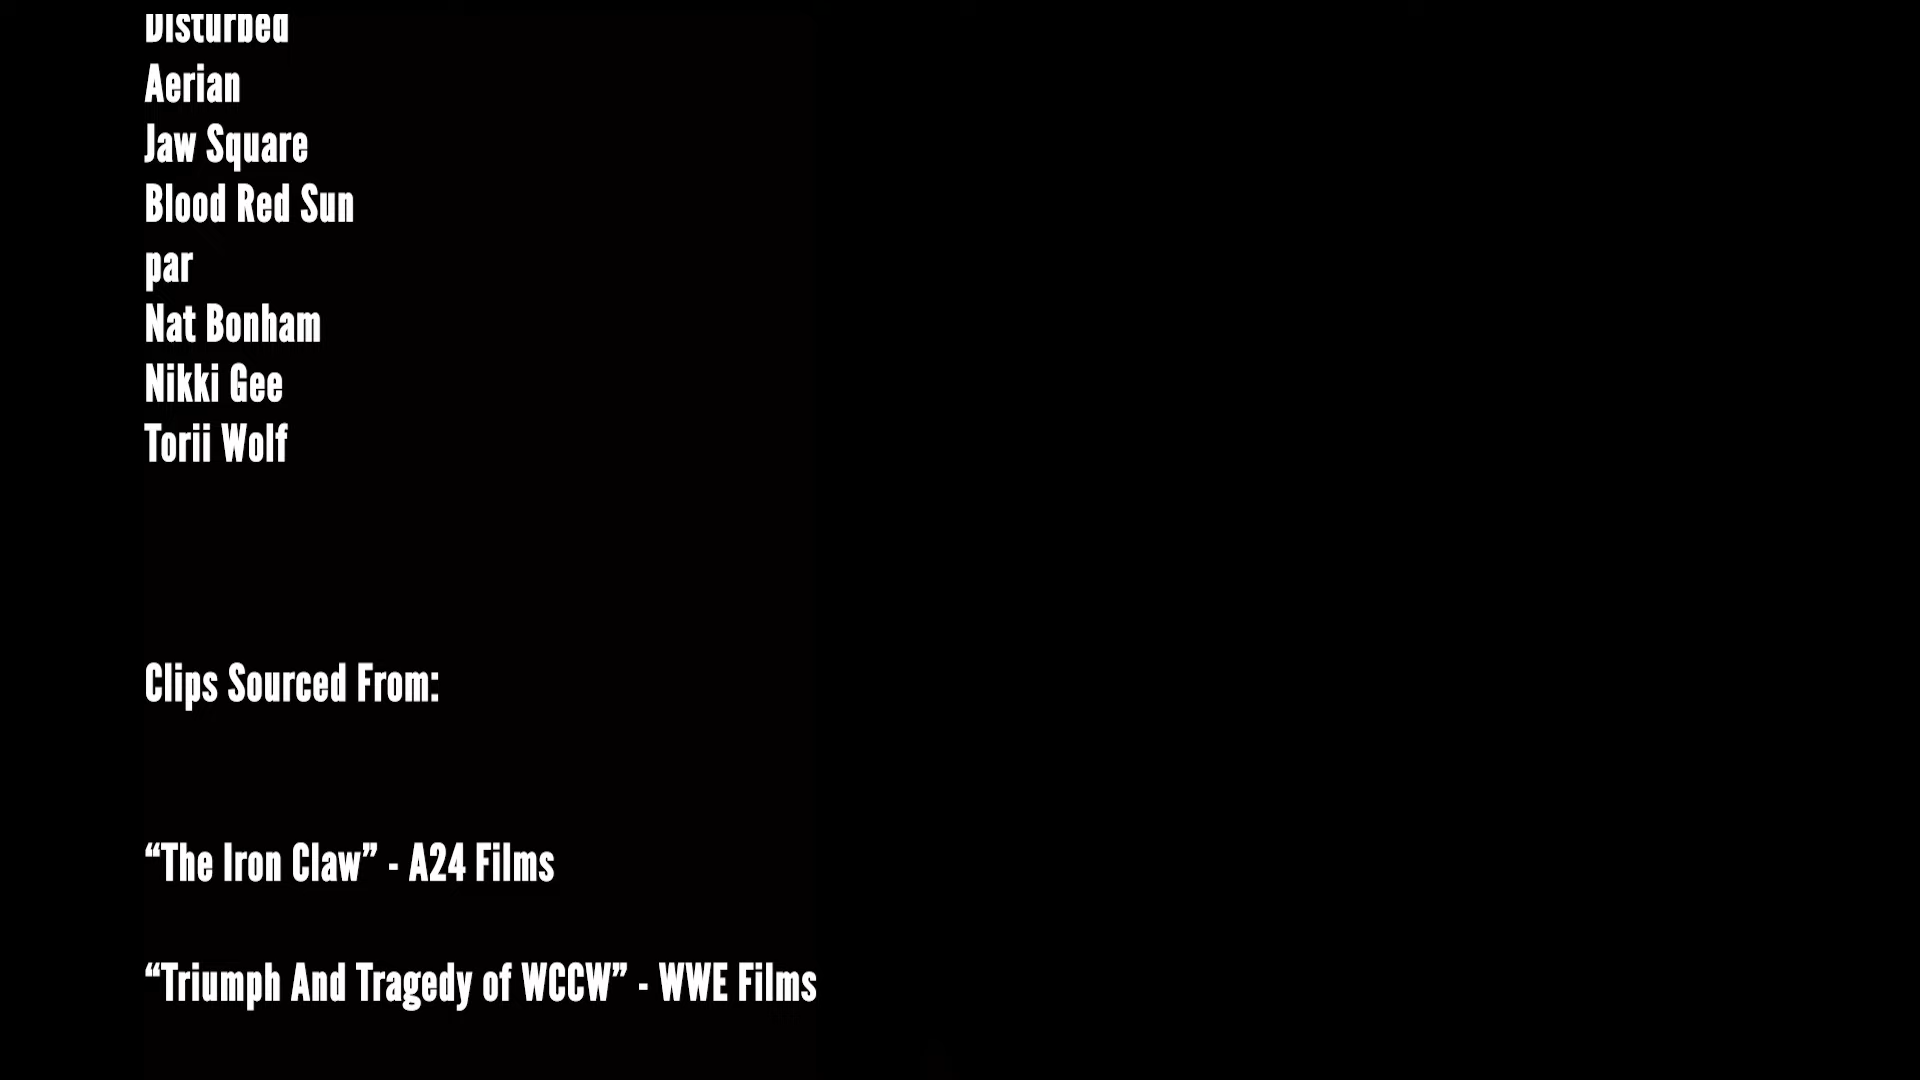 Disturbed
Aerian
Jaw Square
Blood Red Sun
par
Nat Bonham
Nikki Gee
Torii Wolf
Clips Sourced From:
“The Iron Claw” - A24 Films
“Triumph And Tragedy of WCCW” - WWE Films